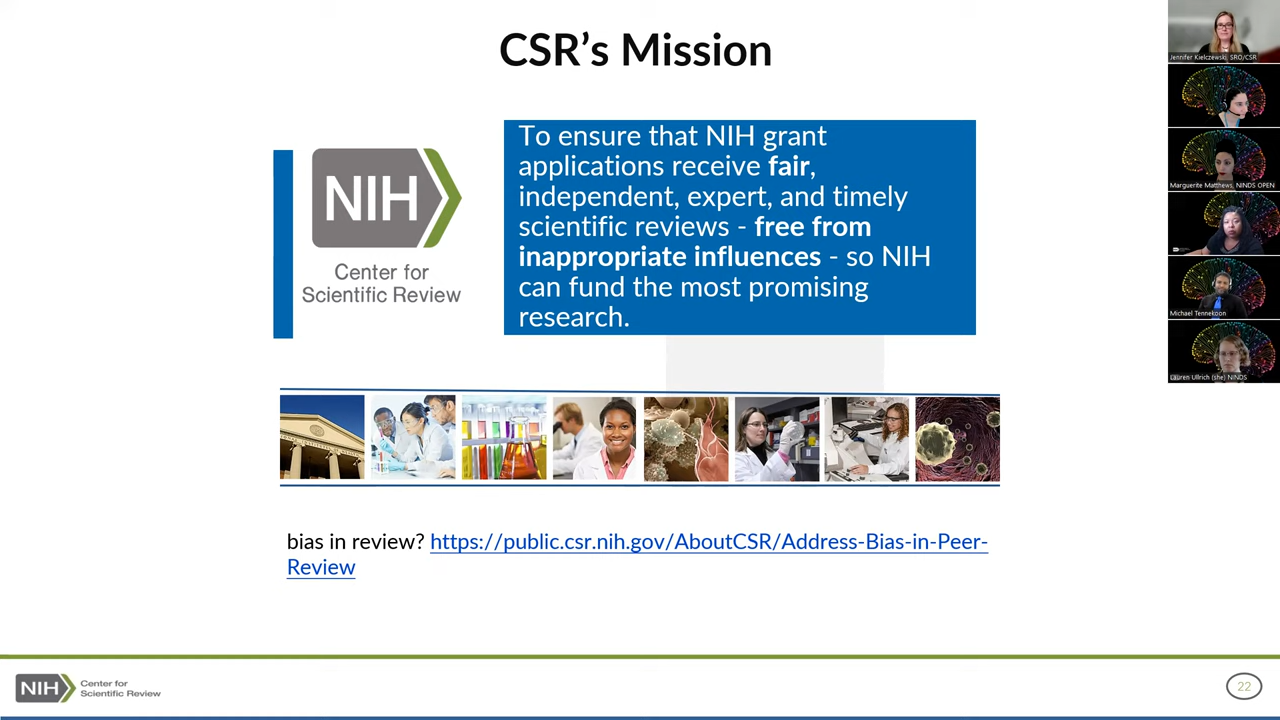 CSR's Mission
NIH
Center for
Scientific Review
To ensure that NIH grant
applications receive fair,
independent, expert, and timely
scientific reviews - free from
inappropriate influences - so NIH
can fund the most promising
research.
bias in review? https://public.csr.nih.gov/AboutCSR/Address-Bias-in-Peer-
Review
NIH
Center for
Scientific Review
22
Jennifer Kielczewski, SRO/CSR
Marguerite Matthews, NINDS OPEN
Michael Tennekoon
Lauren Ullrich (she) NINDS